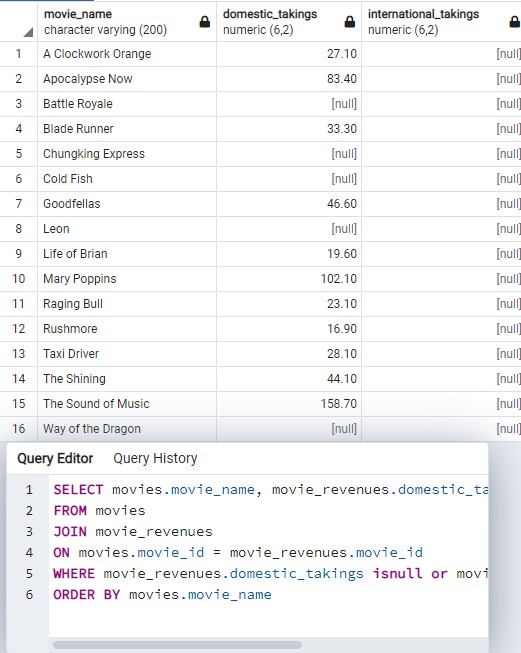 movie_name domestic_takings international_takings
character varying (200) numeric (6,2) numeric (6,2)
1 A Clockwork Orange 27.10 [null]
2 Apocalypse Now 83.40 [null]
3 Battle Royale [null] [null]
4 Blade Runner 33.30 [null]
5 Chungking Express [null] [null]
6 Cold Fish [null] [null]
7 Goodfellas 46.60 [null]
8 Leon [null] [null]
9 Life of Brian 19.60 [null]
10 Mary Poppins 102.10 [null]
11 Raging Bull 23.10 [null]
12 Rushmore 16.90 [null]
13 Taxi Driver 28.10 [null]
14 The Shining 44.10 [null]
15 The Sound of Music 158.70 [null]
16 Way of the Dragon [null] [null]
Query Editor Query History
1 SELECT movies.movie_name, movie_revenues.domestic_ta
2 FROM movies
3 JOIN movie_revenues
4 ON movies.movie_id = movie_revenues.movie_id
5 WHERE movie_revenues.domestic_takings isnull or movi
6 ORDER BY movies.movie_name